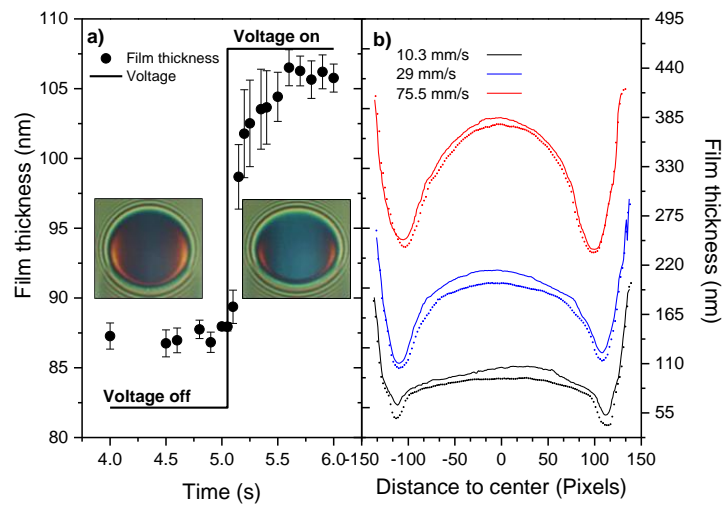 a)
Film thickness
Voltage
Voltage on
Voltage off
Film thickness (nm)
110
105
100
95
90
85
80
4.0
4.5
5.0
5.5
6.0
Time (s)
b)
10.3 mm/s
29 mm/s
75.5 mm/s
495
440
385
330
275
220
165
110
55
Film thickness (nm)
-150
-100
-50
0
50
100
150
Distance to center (Pixels)